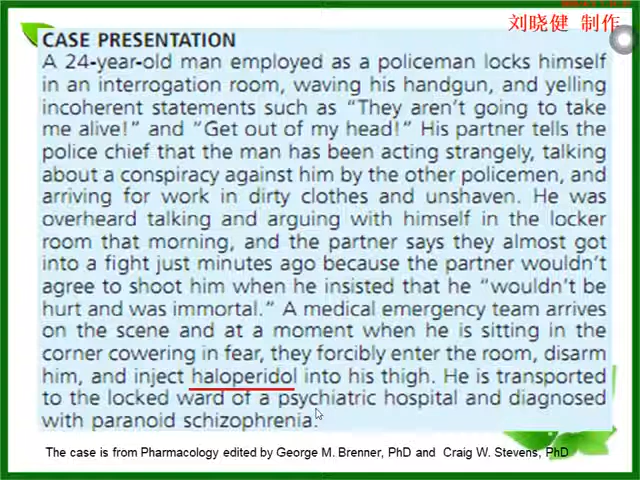 刘晓健 制作
CASE PRESENTATION
A 24-year-old man employed as a policeman locks himself
in an interrogation room, waving his handgun, and yelling
incoherent statements such as “They aren’t going to take
me alive!” and “Get out of my head!” His partner tells the
police chief that the man has been acting strangely, talking
about a conspiracy against him by the other policemen, and
arriving for work in dirty clothes and unshaven. He was
overheard talking and arguing with himself in the locker
room that morning, and the partner says they almost got
into a fight just minutes ago because the partner wouldn’t
agree to shoot him when he insisted that he “wouldn’t be
hurt and was immortal.” A medical emergency team arrives
on the scene and at a moment when he is sitting in the
corner cowering in fear, they forcibly enter the room, disarm
him, and inject haloperidol into his thigh. He is transported
to the locked ward of a psychiatric hospital and diagnosed
with paranoid schizophrenia.
The case is from Pharmacology edited by George M. Brenner, PhD and Craig W. Stevens, PhD